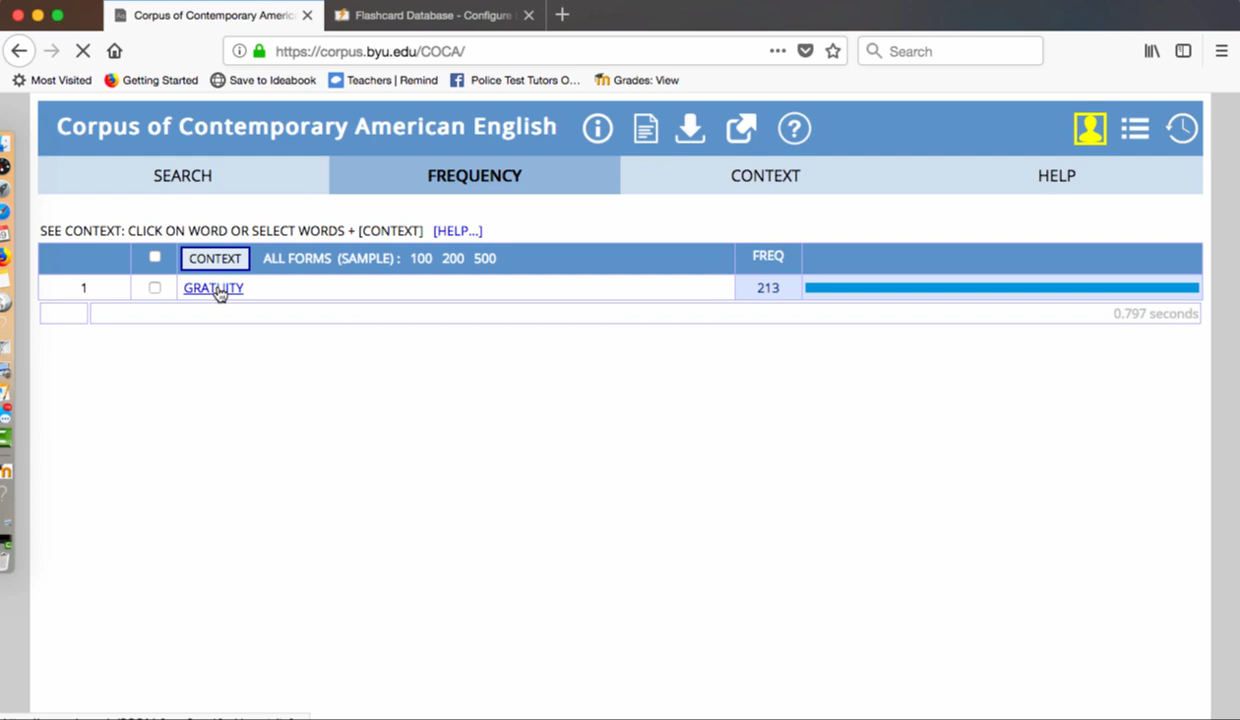 Corpus of Contemporary Americ
Flashcard Database - Configure
https://corpus.byu.edu/COCA/
Search
Most Visited Getting Started Save to Ideabook Teachers | Remind Police Test Tutors O... Grades: View
Corpus of Contemporary American English
SEARCH FREQUENCY CONTEXT HELP
SEE CONTEXT: CLICK ON WORD OR SELECT WORDS + [CONTEXT] [HELP...]
CONTEXT ALL FORMS (SAMPLE) : 100 200 500 FREQ
1 GRATUITY 213
0.797 seconds